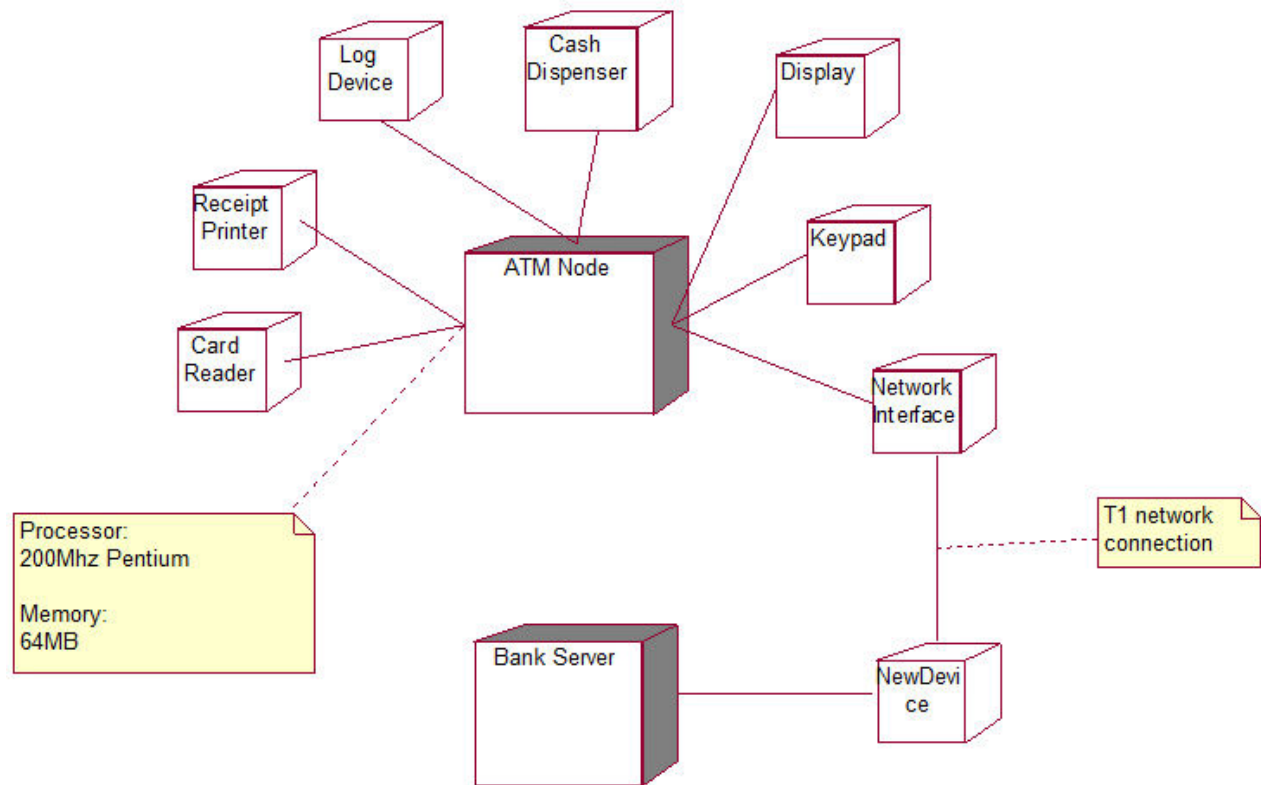 Log
Device
Cash
Dispenser
Display
Receipt
Printer
ATM Node
Keypad
Card
Reader
Network
Interface
Processor:
200Mhz Pentium
Memory:
64MB
T1 network
connection
Bank Server
NewDevi
ce